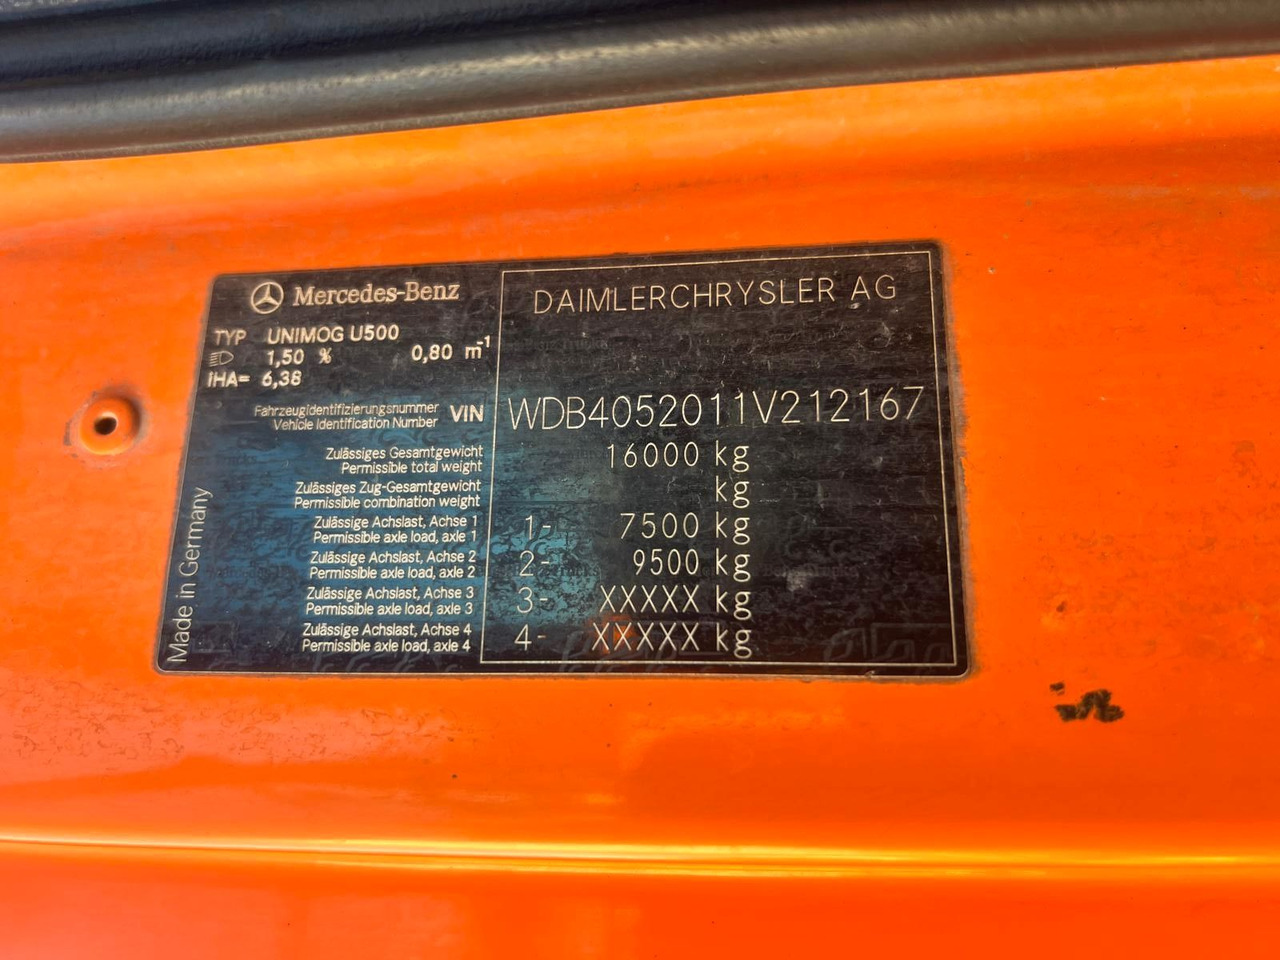 Mercedes-Benz
TYP UNIMOG U500
1,50 % 0,80 m-1
iHA= 6,38
DAIMLERCHRYSLER AG
Fahrzeugidentifizierungsnummer
Vehicle Identification Number VIN WDB4052011V212167
Zulässiges Gesamtgewicht
Permissible total weight 16000 kg
Zulässiges Zug-Gesamtgewicht
Permissible combination weight kg
Zulässige Achslast, Achse 1
Permissible axle load, axle 1 1- 7500 kg
Zulässige Achslast, Achse 2
Permissible axle load, axle 2 2- 9500 kg
Zulässige Achslast, Achse 3
Permissible axle load, axle 3 3- XXXXX kg
Zulässige Achslast, Achse 4
Permissible axle load, axle 4 4- XXXXX kg
Made in Germany